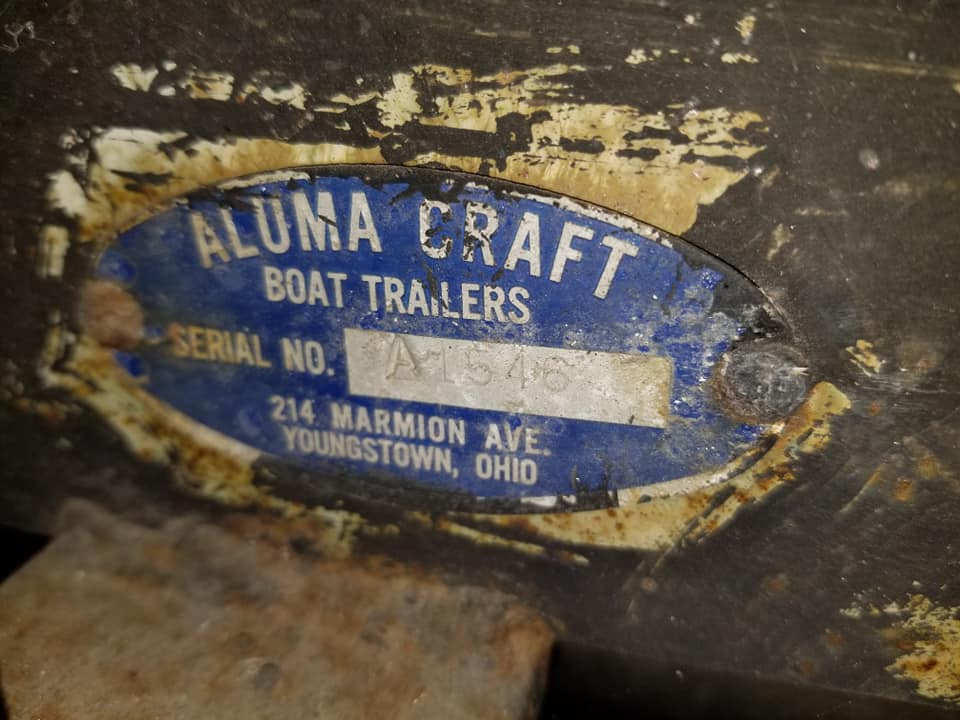 ALUMA CRAFT
BOAT TRAILERS
SERIAL NO. A1546
214 MARMION AVE.
YOUNGSTOWN, OHIO